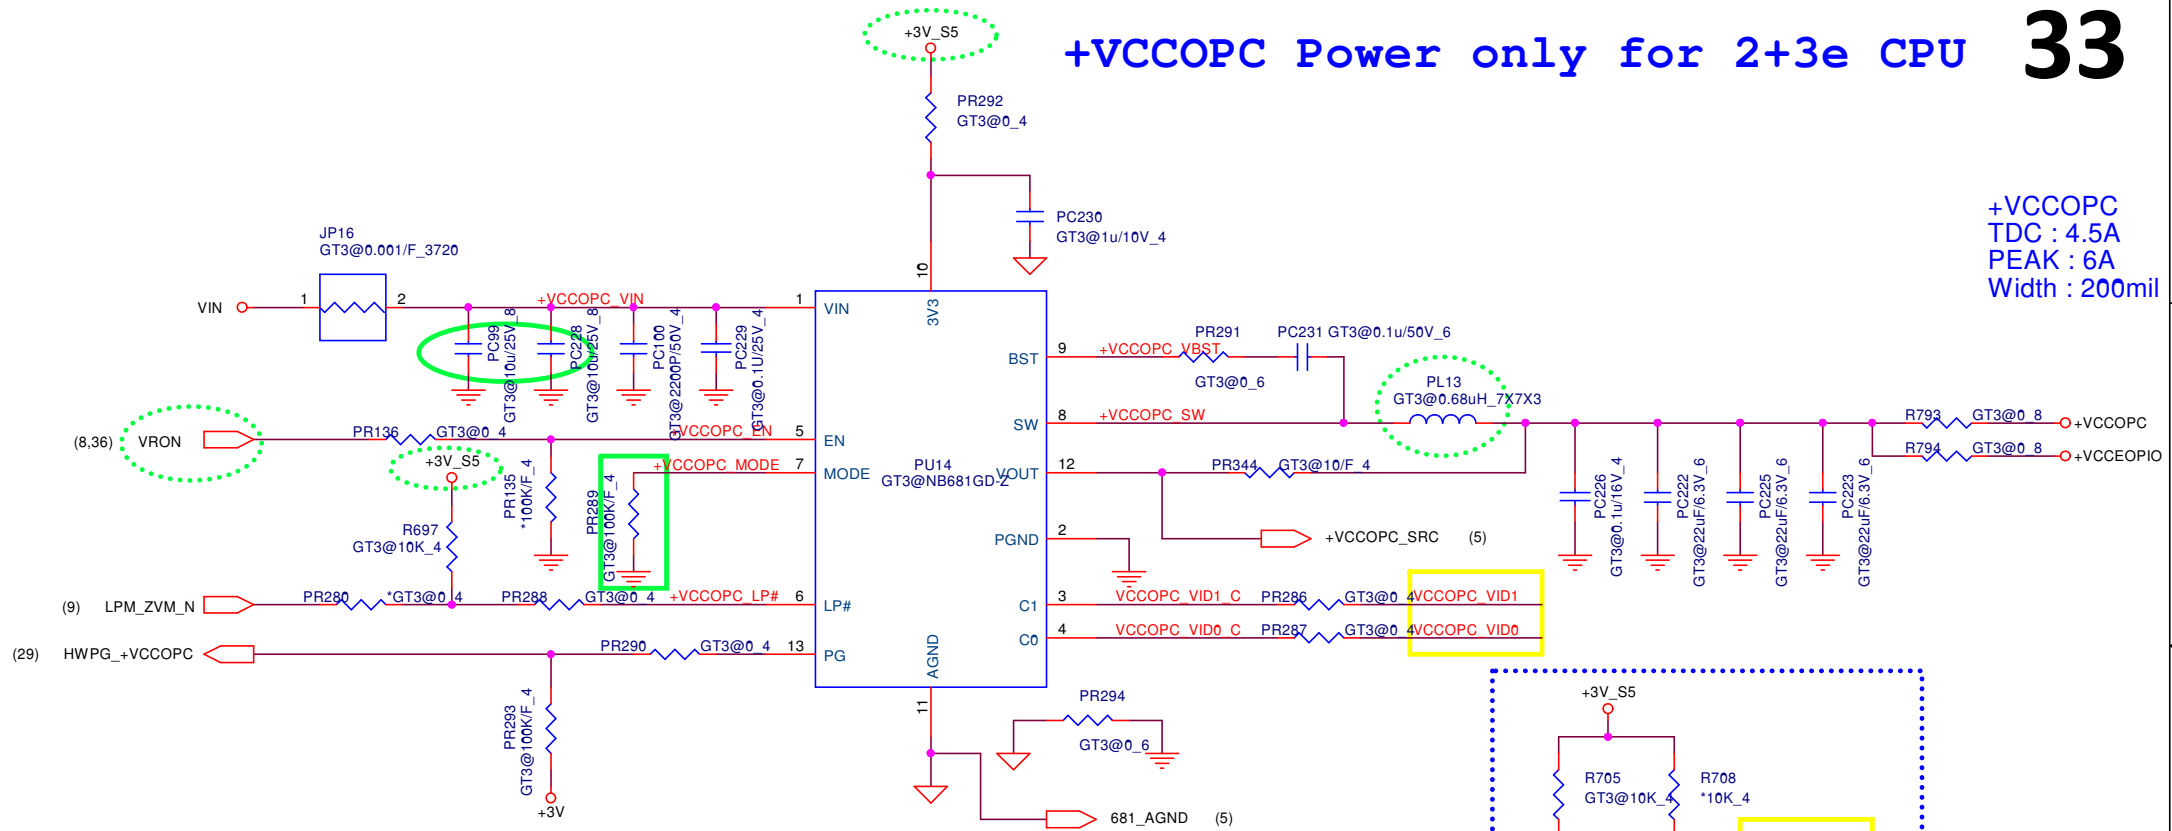 +VCCOPC Power only for 2+3e CPU
33
+3V_S5
PR292
GT3@0_4
PC230
GT3@1u/10V_4
+VCCOPC
TDC : 4.5A
PEAK : 6A
Width : 200mil
JP16
GT3@0.001/F_3720
VIN
1
2
+VCCOPC_VIN
1
VIN
10
3V3
PC99
GT3@10u/25V_8
PC228
GT3@10u/25V_8
PC100
GT3@2200P/50V_4
PC229
GT3@0.1U/25V_4
BST
9
+VCCOPC_VBST
PR291
GT3@0_6
PC231 GT3@0.1u/50V_6
PL13
GT3@0.68uH_7X7X3
SW
8
+VCCOPC_SW
R793
GT3@0_8
+VCCOPC
R794
GT3@0_8
+VCCEOPIO
(8,36)
VRON
PR136
GT3@0_4
+VCCOPC_EN
5
EN
+3V_S5
+VCCOPC_MODE
7
MODE
PU14
GT3@NB681GD-Z
VOUT
12
PR344
GT3@10/F_4
PR135
*100K/F_4
PR289
GT3@100K/F_4
R697
GT3@10K_4
PC226
GT3@0.1u/16V_4
PC222
GT3@22uF/6.3V_6
PC225
GT3@22uF/6.3V_6
PC223
GT3@22uF/6.3V_6
PGND
2
+VCCOPC_SRC
(5)
(9)
LPM_ZVM_N
PR280
*GT3@0_4
PR288
GT3@0_4
+VCCOPC_LP#
6
LP#
C1
3
VCCOPC_VID1_C
PR286
GT3@0_4
VCCOPC_VID1
C0
4
VCCOPC_VID0_C
PR287
GT3@0_4
VCCOPC_VID0
(29)
HWPG_+VCCOPC
PR290
GT3@0_4
13
PG
AGND
11
PR293
GT3@100K/F_4
+3V
PR294
GT3@0_6
681_AGND
(5)
+3V_S5
R705
GT3@10K_4
R708
*10K_4